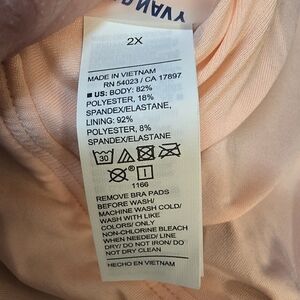 2X
MADE IN VIETNAM
RN 54023 / CA 17897
■ US: BODY: 82%
POLYESTER, 18%
SPANDEX/ELASTANE,
LINING: 92%
POLYESTER, 8%
SPANDEX/ELASTANE
30
1166
REMOVE BRA PADS
BEFORE WASH/
MACHINE WASH COLD/
WASH WITH LIKE
COLORS/ ONLY
NON-CHLORINE BLEACH
WHEN NEEDED/ LINE
DRY/ DO NOT IRON/ DO
NOT DRY CLEAN
HECHO EN VIETNAM